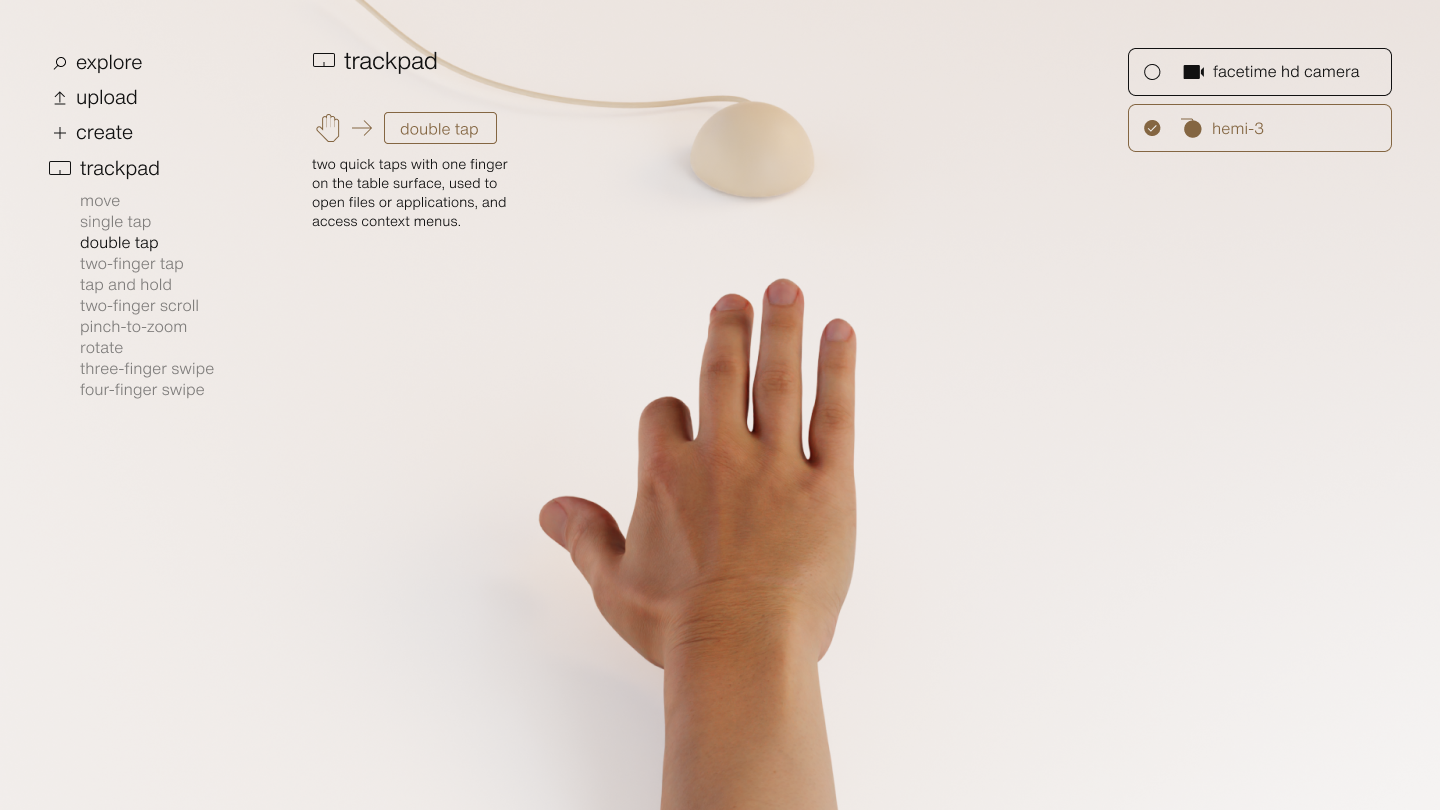 explore
upload
create
trackpad
move
single tap
double tap
two-finger tap
tap and hold
two-finger scroll
pinch-to-zoom
rotate
three-finger swipe
four-finger swipe
trackpad
double tap
two quick taps with one finger
on the table surface, used to
open files or applications, and
access context menus.
facetime hd camera
hemi-3